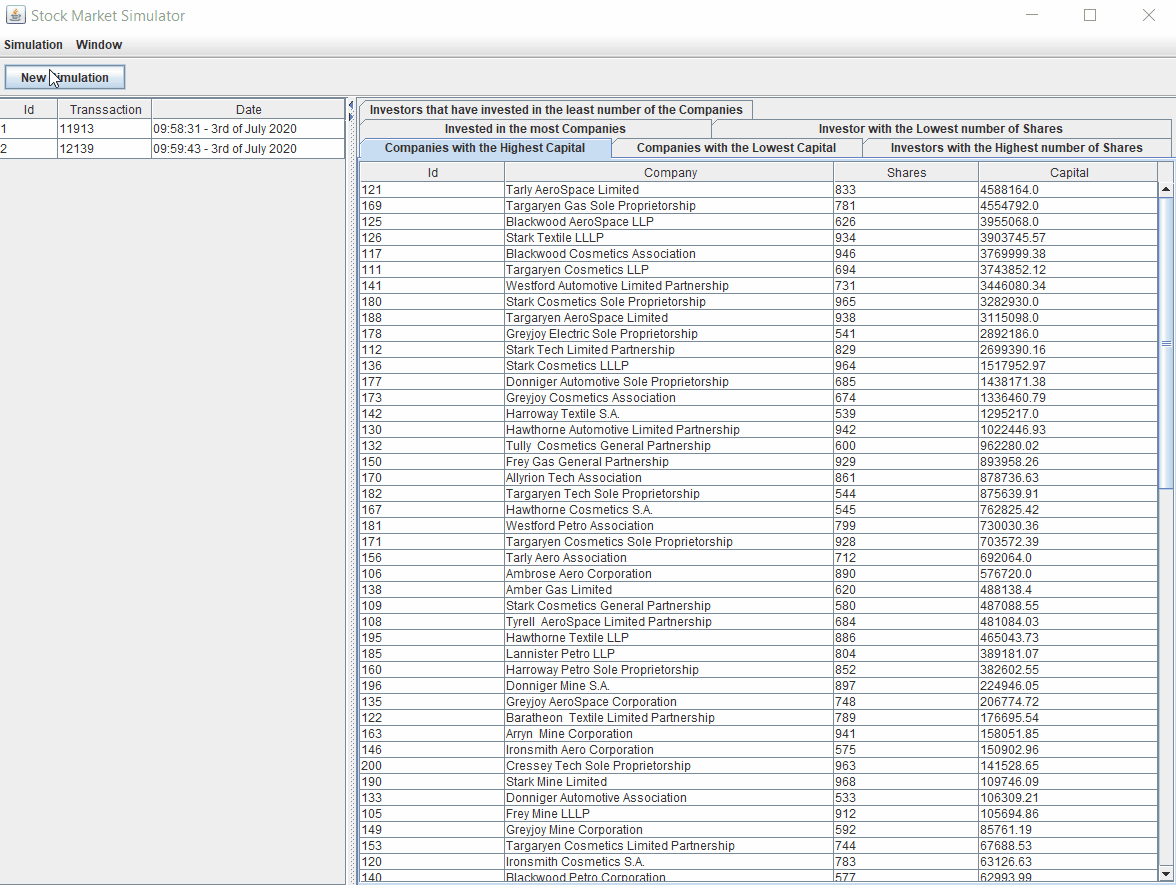 Stock Market Simulator
Simulation Window
New Simulation
Id Transsaction Date
1 11913 09:58:31 - 3rd of July 2020
2 12139 09:59:43 - 3rd of July 2020
Investors that have invested in the least number of the Companies
Invested in the most Companies Investor with the Lowest number of Shares
Companies with the Highest Capital Companies with the Lowest Capital Investors with the Highest number of Shares
Id Company Shares Capital
121 Tarly AeroSpace Limited 833 4588164.0
169 Targaryen Gas Sole Proprietorship 781 4554792.0
125 Blackwood AeroSpace LLP 626 3955068.0
126 Stark Textile LLLP 934 3903745.57
117 Blackwood Cosmetics Association 946 3769999.38
111 Targaryen Cosmetics LLP 694 3743852.12
141 Westford Automotive Limited Partnership 731 3446080.34
180 Stark Cosmetics Sole Proprietorship 965 3282930.0
188 Targaryen AeroSpace Limited 938 3115098.0
178 Greyjoy Electric Sole Proprietorship 541 2892186.0
112 Stark Tech Limited Partnership 829 2699390.16
136 Stark Cosmetics LLLP 964 1517952.97
177 Donniger Automotive Sole Proprietorship 685 1438171.38
173 Greyjoy Cosmetics Association 674 1336460.79
142 Harroway Textile S.A. 539 1295217.0
130 Hawthorne Automotive Limited Partnership 942 1022446.93
132 Tully Cosmetics General Partnership 600 962280.02
150 Frey Gas General Partnership 929 893958.26
170 Allyrion Tech Association 861 878736.63
182 Targaryen Tech Sole Proprietorship 544 875639.91
167 Hawthorne Cosmetics S.A. 545 762825.42
181 Westford Petro Association 799 730030.36
171 Targaryen Cosmetics Sole Proprietorship 928 703572.39
156 Tarly Aero Association 712 692064.0
106 Ambrose Aero Corporation 890 576720.0
138 Amber Gas Limited 620 488138.4
109 Stark Cosmetics General Partnership 580 487088.55
108 Tyrell AeroSpace Limited Partnership 684 481084.03
195 Hawthorne Textile LLP 886 465043.73
185 Lannister Petro LLP 804 389181.07
160 Harroway Petro Sole Proprietorship 852 382602.55
196 Donniger Mine S.A. 897 224946.05
135 Greyjoy AeroSpace Corporation 748 206774.72
122 Baratheon Textile Limited Partnership 789 176695.54
163 Arryn Mine Corporation 941 158051.85
146 Ironsmith Aero Corporation 575 150902.96
200 Cressey Tech Sole Proprietorship 963 141528.65
190 Stark Mine Limited 968 109746.09
133 Donniger Automotive Association 533 106309.21
105 Frey Mine LLLP 912 105694.86
149 Greyjoy Mine Corporation 592 85761.19
153 Targaryen Cosmetics Limited Partnership 744 67688.53
120 Ironsmith Cosmetics S.A. 783 63126.63
140 Blackwood Petro Corporation 577 62993.99